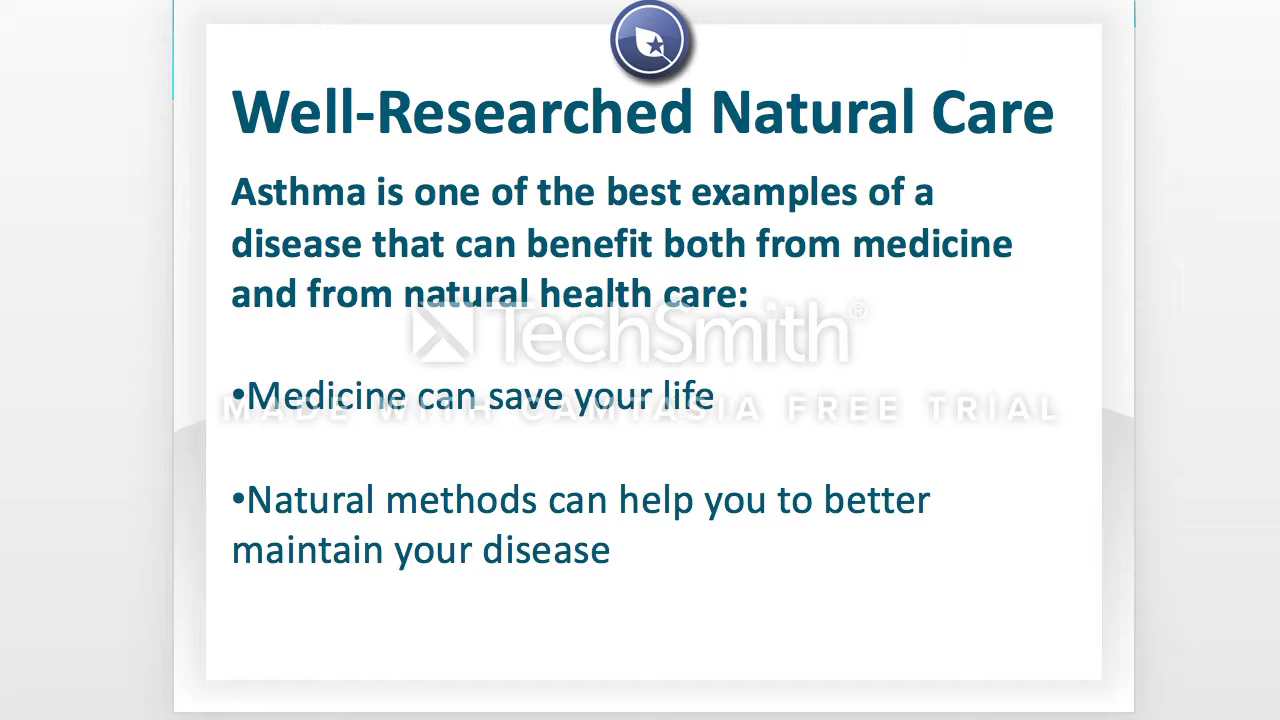 Well-Researched Natural Care
Asthma is one of the best examples of a
disease that can benefit both from medicine
and from natural health care:
TechSmith®
•Medicine can save your life
MADE WITH CAMTASIA FREE TRIAL
•Natural methods can help you to better
maintain your disease